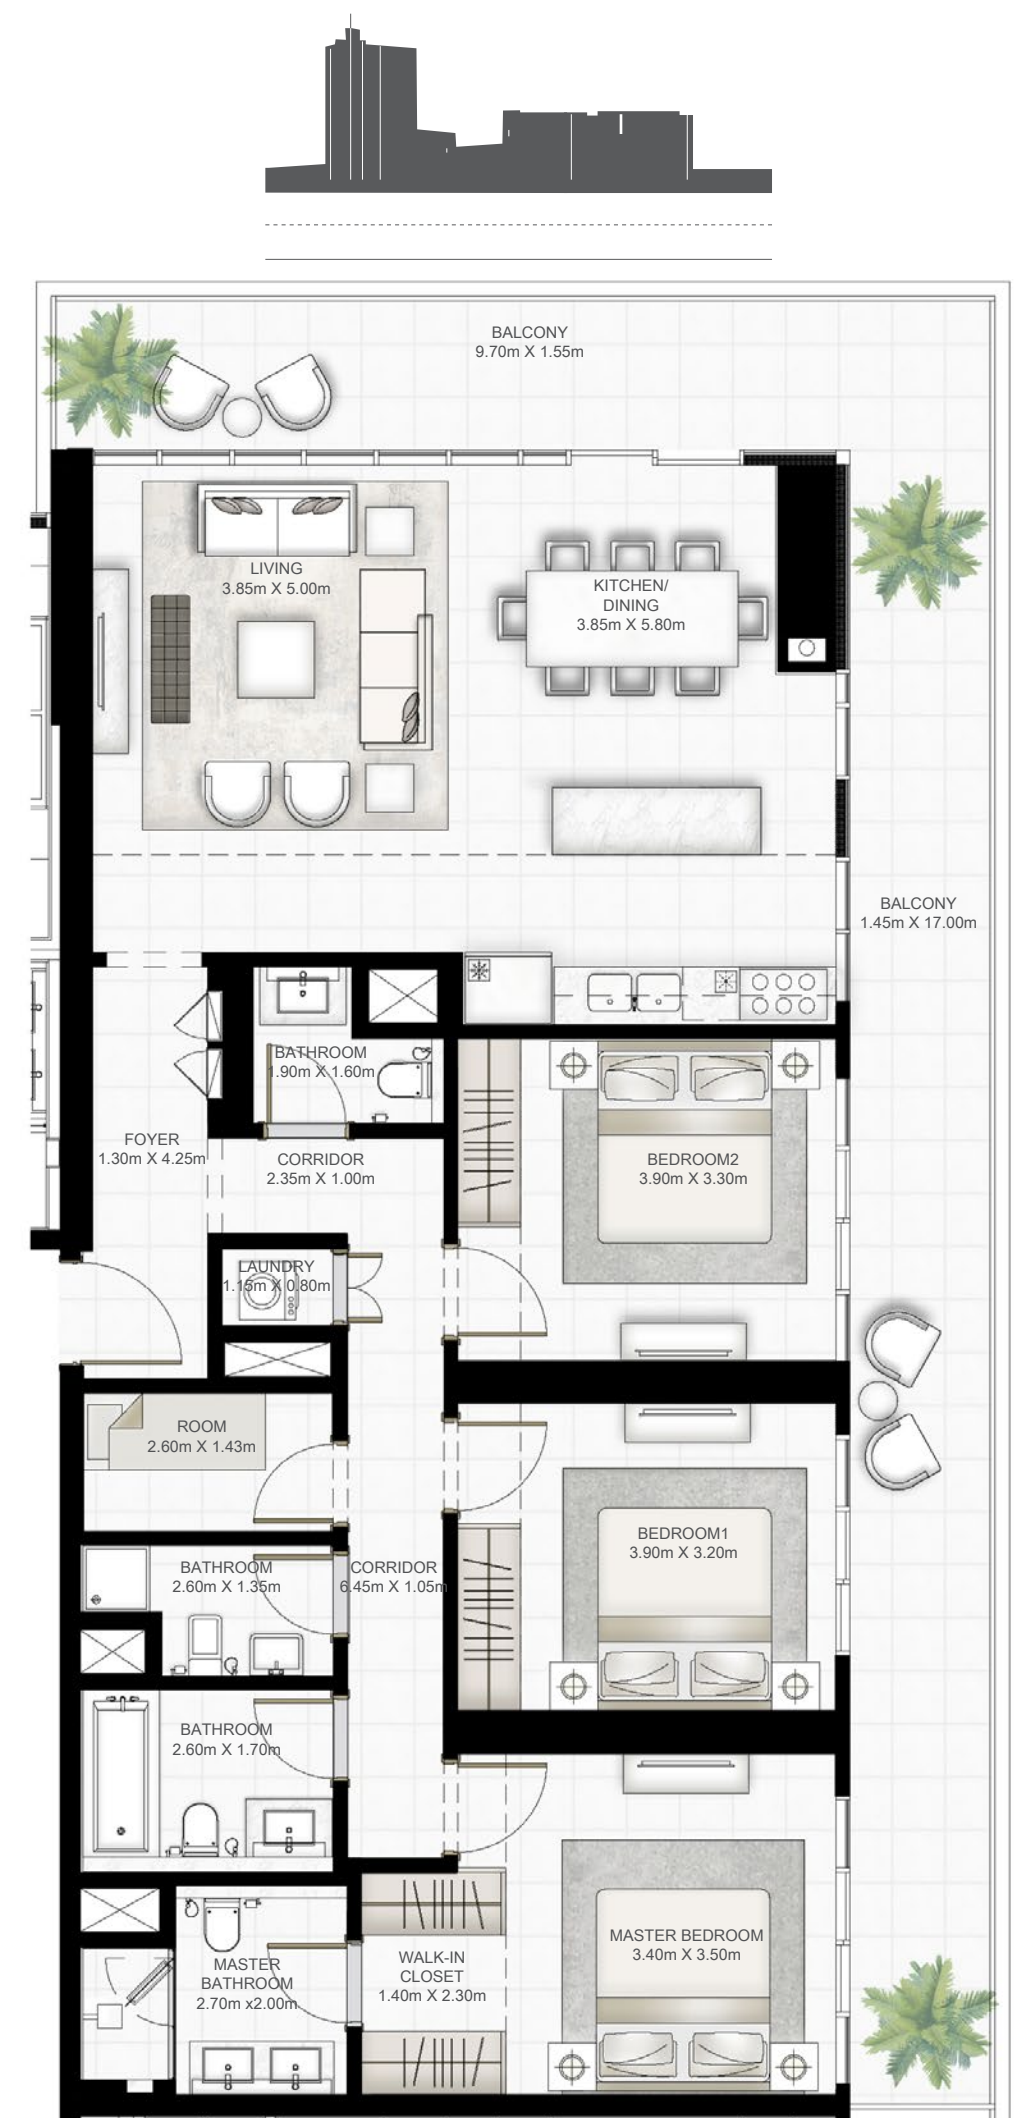 BALCONY
9.70m X 1.55m
LIVING
3.85m X 5.00m
KITCHEN/
DINING
3.85m X 5.80m
BALCONY
1.45m X 17.00m
BATHROOM
1.90m X 1.60m
FOYER
1.30m X 4.25m
CORRIDOR
2.35m X 1.00m
BEDROOM2
3.90m X 3.30m
LAUNDRY
1.15m X 0.80m
ROOM
2.60m X 1.43m
BEDROOM1
3.90m X 3.20m
BATHROOM
2.60m X 1.35m
CORRIDOR
6.45m X 1.05m
BATHROOM
2.60m X 1.70m
MASTER BEDROOM
3.40m X 3.50m
WALK-IN
CLOSET
1.40m X 2.30m
MASTER
BATHROOM
2.70m x2.00m